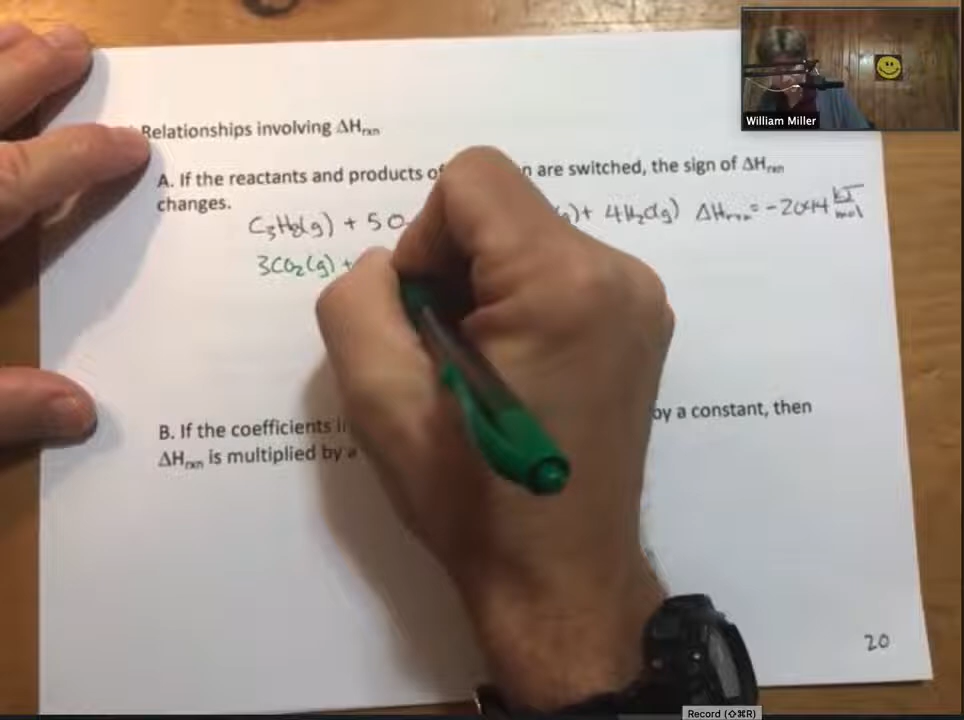 Relationships involving ΔHrxn
A. If the reactants and products of are switched, the sign of ΔHrxn
changes.
C3H8(g) + 5O + 4H2O(g) ΔHrxn = -2044 kJ/mol
3CO2(g) +
B. If the coefficients by a constant, then
ΔHrxn is multiplied by
20
William Miller
Record (⇧⌘R)